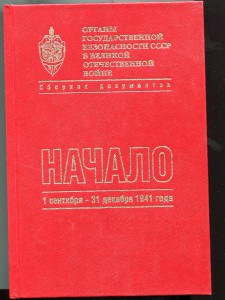 ОРГАНЫ
ГОСУДАРСТВЕННОЙ
БЕЗОПАСНОСТИ СССР
В ВЕЛИКОЙ
ОТЕЧЕСТВЕННОЙ
ВОЙНЕ
Сборник документов
НАЧАЛО
1 сентября - 31 декабря 1941 года